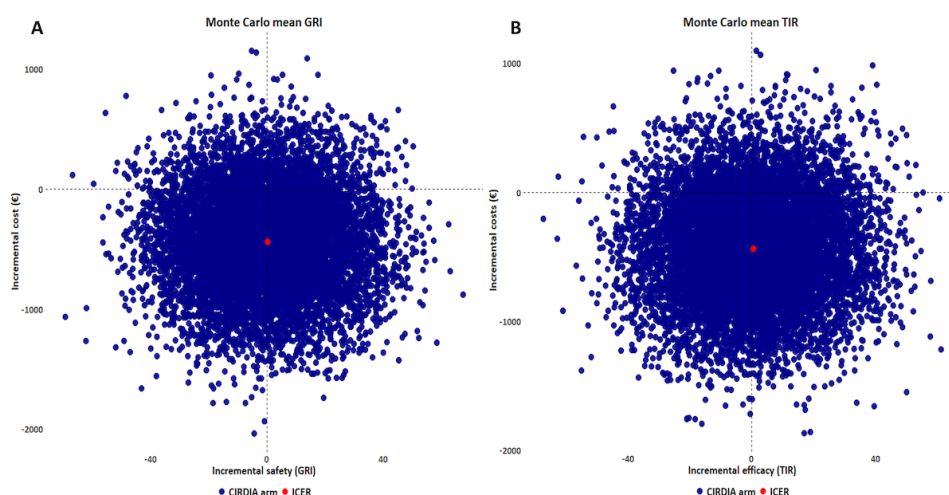 A
Monte Carlo mean GRI
1000
0
-1000
-2000
Incremental cost (€)
-40
0
40
Incremental safety (GRI)
CIRDIA arm
ICER
B
Monte Carlo mean TIR
1000
0
-1000
-2000
Incremental costs (€)
-40
0
40
Incremental efficacy (TIR)
CIRDIA arm
ICER